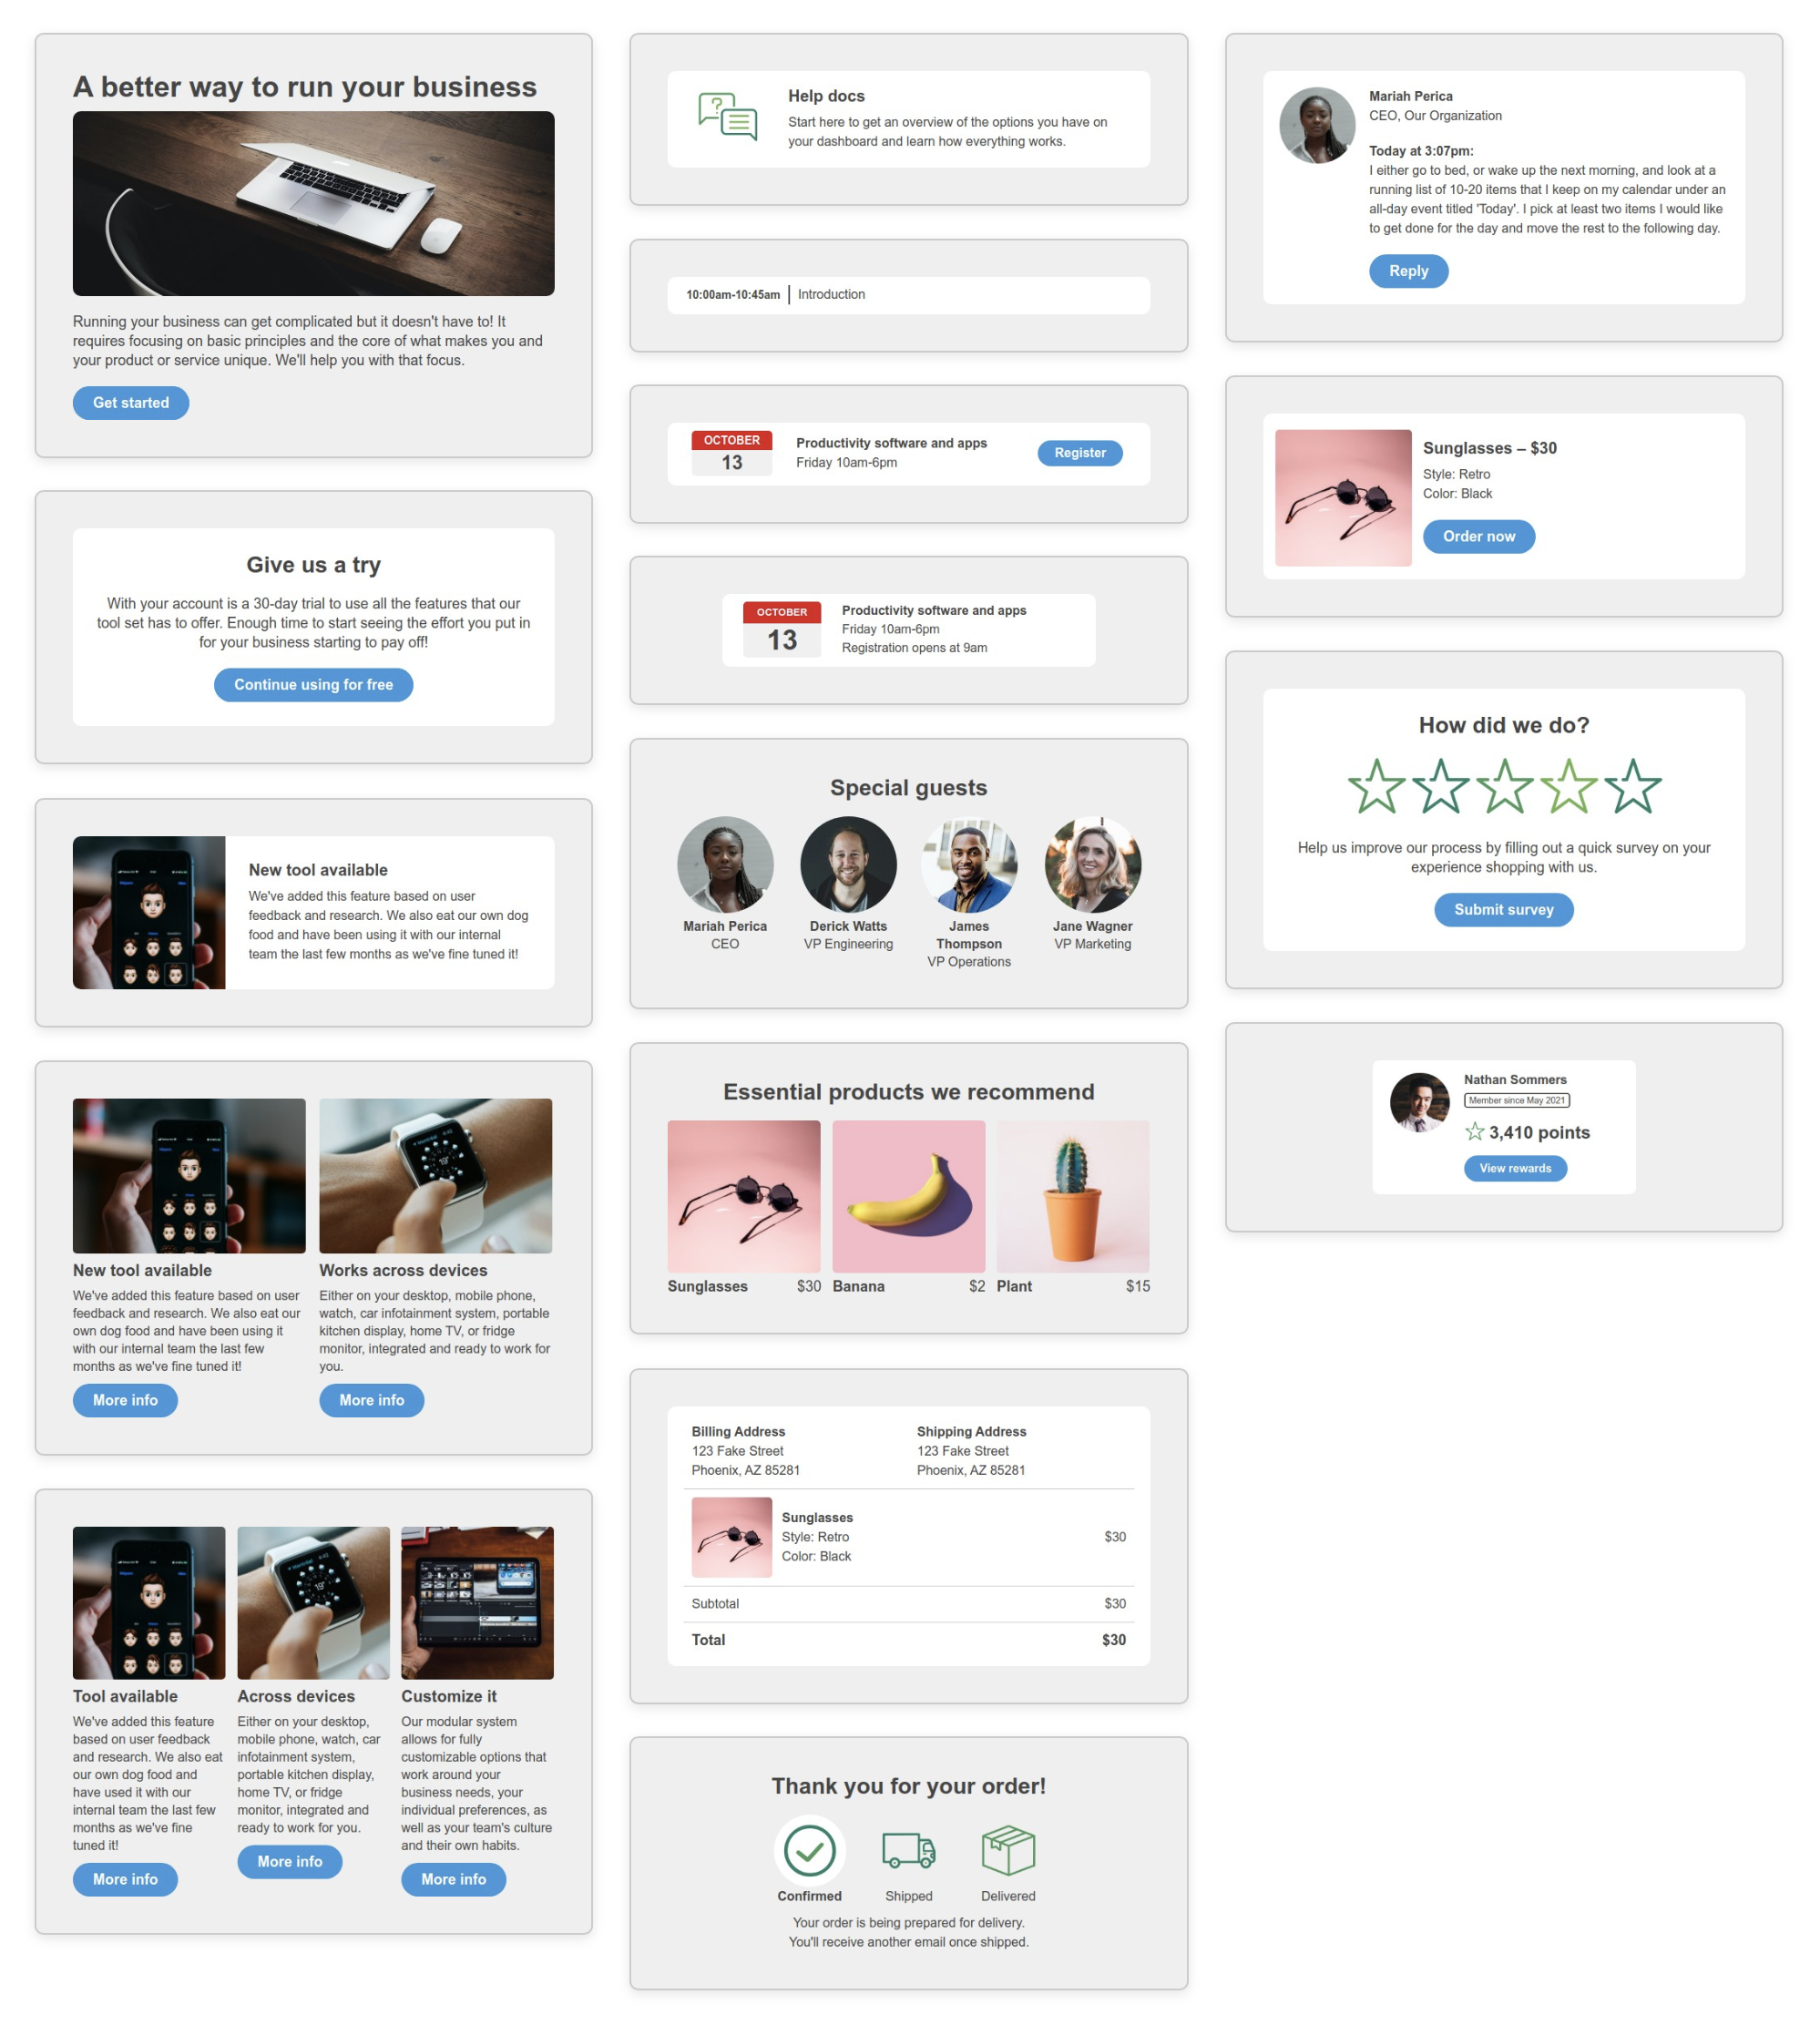 A better way to run your business
Running your business can get complicated but it doesn't have to! It
requires focusing on basic principles and the core of what makes you and
your product or service unique. We'll help you with that focus.
Get started
Give us a try
With your account is a 30-day trial to use all the features that our
tool set has to offer. Enough time to start seeing the effort you put in
for your business starting to pay off!
Continue using for free
New tool available
We've added this feature based on user
feedback and research. We also eat our own dog
food and have been using it with our internal
team the last few months as we've fine tuned it!
New tool available
We've added this feature based on user
feedback and research. We also eat our
own dog food and have been using it
with our internal team the last few
months as we've fine tuned it!
More info
Works across devices
Either on your desktop, mobile phone,
watch, car infotainment system, portable
kitchen display, home TV, or fridge
monitor, integrated and ready to work for
you.
More info
Tool available
We've added this feature
based on user feedback
and research. We also eat
our own dog food and
have used it with our
internal team the last few
months as we've fine
tuned it!
More info
Across devices
Either on your desktop,
mobile phone, watch, car
infotainment system,
portable kitchen display,
home TV, or fridge
monitor, integrated and
ready to work for you.
More info
Customize it
Our modular system
allows for fully
customizable options that
work around your
business needs, your
individual preferences, as
well as your team's culture
and their own habits.
More info
Help docs
Start here to get an overview of the options you have on
your dashboard and learn how everything works.
10:00am-10:45am Introduction
OCTOBER
13
Productivity software and apps
Friday 10am-6pm
Register
OCTOBER
13
Productivity software and apps
Friday 10am-6pm
Registration opens at 9am
Special guests
Mariah Perica
CEO
Derick Watts
VP Engineering
James
Thompson
VP Operations
Jane Wagner
VP Marketing
Essential products we recommend
Sunglasses $30
Banana $2
Plant $15
Billing Address
123 Fake Street
Phoenix, AZ 85281
Shipping Address
123 Fake Street
Phoenix, AZ 85281
Sunglasses
Style: Retro
Color: Black
$30
Subtotal $30
Total $30
Thank you for your order!
Confirmed
Shipped
Delivered
Your order is being prepared for delivery.
You'll receive another email once shipped.
Mariah Perica
CEO, Our Organization
Today at 3:07pm:
I either go to bed, or wake up the next morning, and look at a
running list of 10-20 items that I keep on my calendar under an
all-day event titled 'Today'. I pick at least two items I would like
to get done for the day and move the rest to the following day.
Reply
Sunglasses – $30
Style: Retro
Color: Black
Order now
How did we do?
Help us improve our process by filling out a quick survey on your
experience shopping with us.
Submit survey
Nathan Sommers
Member since May 2021
3,410 points
View rewards